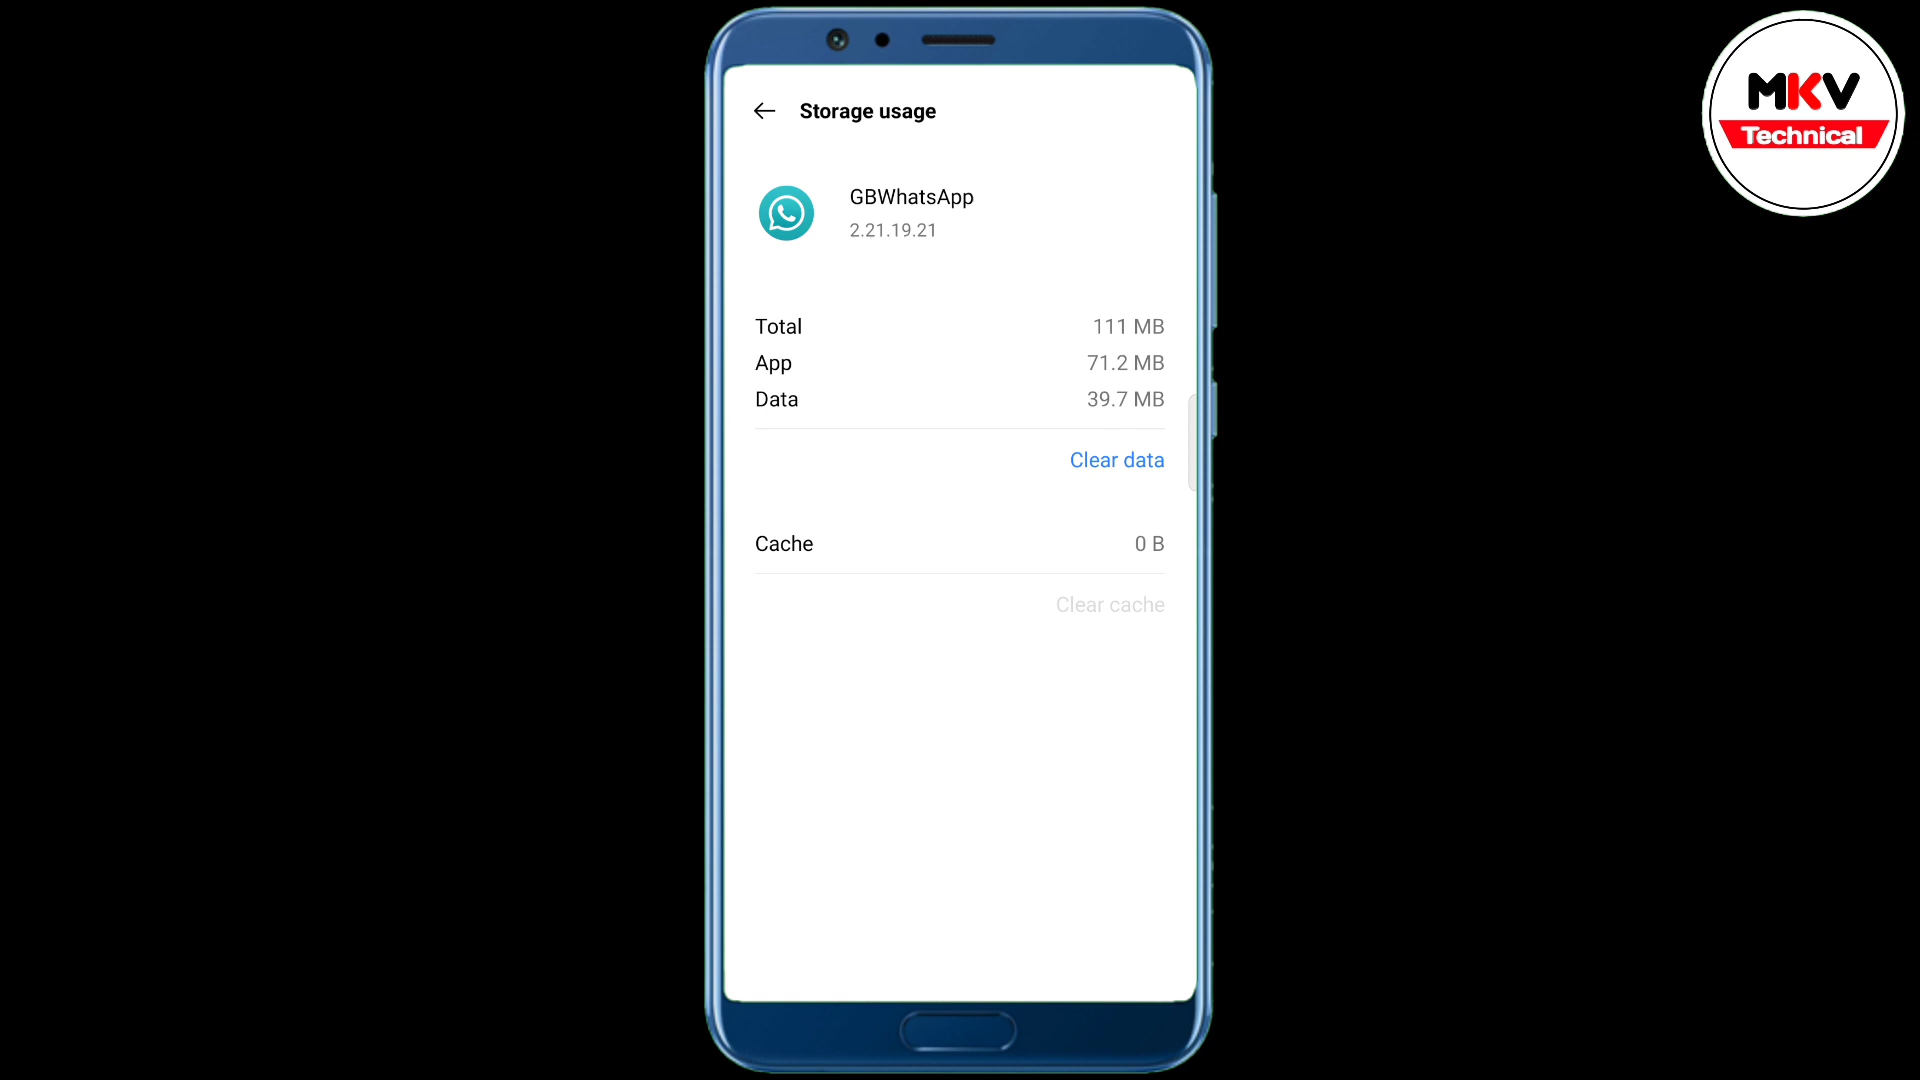 Storage usage
GBWhatsApp
2.21.19.21
Total 111 MB
App 71.2 MB
Data 39.7 MB
Clear data
Cache 0 B
Clear cache
MKV
Technical